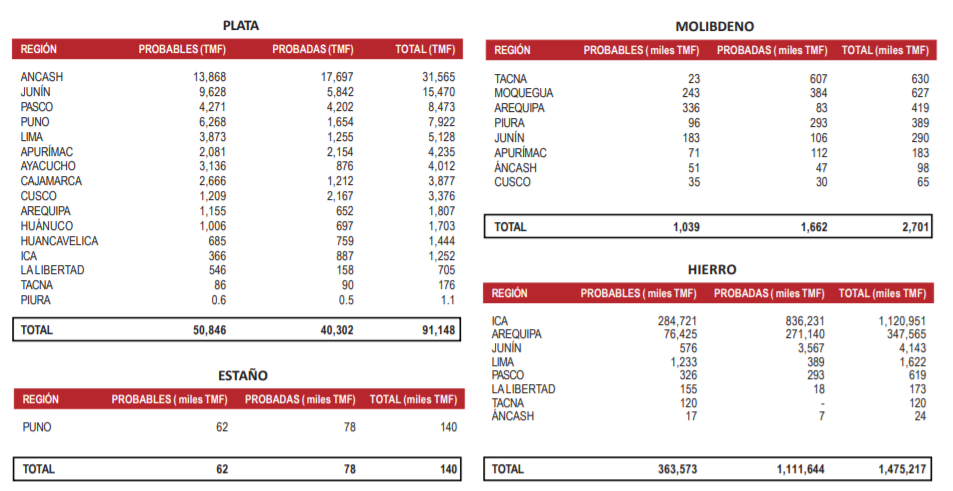 PLATA
REGIÓN PROBABLES (TMF) PROBADAS (TMF) TOTAL (TMF)
ANCASH 13,868 17,697 31,565
JUNÍN 9,628 5,842 15,470
PASCO 4,271 4,202 8,473
PUNO 6,268 1,654 7,922
LIMA 3,873 1,255 5,128
APURÍMAC 2,081 2,154 4,235
AYACUCHO 3,136 876 4,012
CAJAMARCA 2,666 1,212 3,877
CUSCO 1,209 2,167 3,376
AREQUIPA 1,155 652 1,807
HUÁNUCO 1,006 697 1,703
HUANCAVELICA 685 759 1,444
ICA 366 887 1,252
LA LIBERTAD 546 158 705
TACNA 86 90 176
PIURA 0.6 0.5 1.1
TOTAL 50,846 40,302 91,148
ESTAÑO
REGIÓN PROBABLES ( miles TMF) PROBADAS ( miles TMF) TOTAL (miles TMF)
PUNO 62 78 140
TOTAL 62 78 140
MOLIBDENO
REGIÓN PROBABLES ( miles TMF) PROBADAS ( miles TMF) TOTAL (miles TMF)
TACNA 23 607 630
MOQUEGUA 243 384 627
AREQUIPA 336 83 419
PIURA 96 293 389
JUNÍN 183 106 290
APURÍMAC 71 112 183
ÁNCASH 51 47 98
CUSCO 35 30 65
TOTAL 1,039 1,662 2,701
HIERRO
REGIÓN PROBABLES ( miles TMF) PROBADAS ( miles TMF) TOTAL (miles TMF)
ICA 284,721 836,231 1,120,951
AREQUIPA 76,425 271,140 347,565
JUNÍN 576 3,567 4,143
LIMA 1,233 389 1,622
PASCO 326 293 619
LA LIBERTAD 155 18 173
TACNA 120 - 120
ÁNCASH 17 7 24
TOTAL 363,573 1,111,644 1,475,217